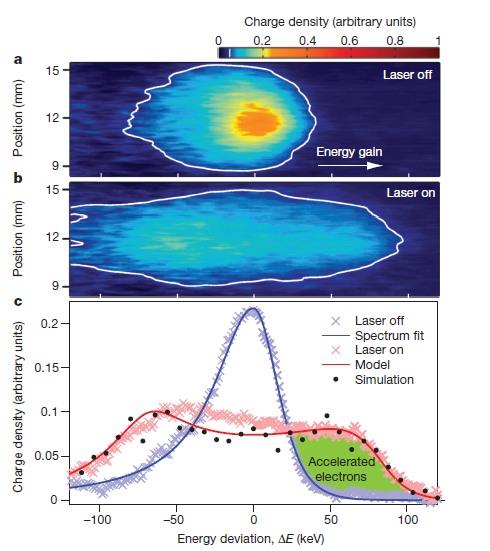 Charge density (arbitrary units)
0 0.2 0.4 0.6 0.8 1
a
15
12
9
Position (mm)
Laser off
Energy gain
b
15
12
9
Position (mm)
Laser on
c
0.2
0.15
0.1
0.05
0
Charge density (arbitrary units)
Laser off
Spectrum fit
Laser on
Model
Simulation
Accelerated
electrons
−100 −50 0 50 100
Energy deviation, ΔE (keV)